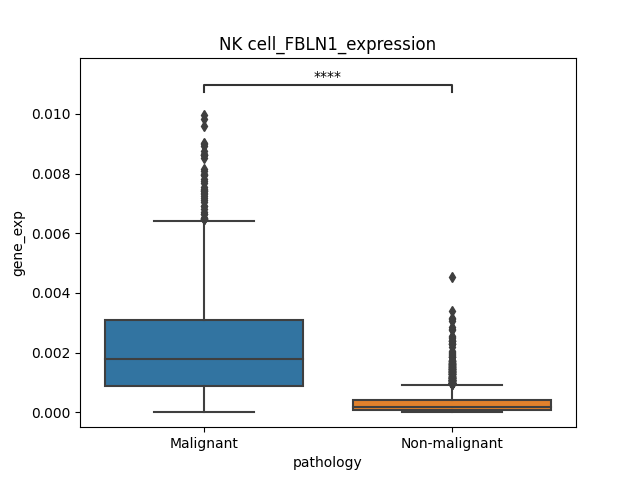 NK cell_FBLN1_expression
****
0.010
0.008
0.006
0.004
0.002
0.000
gene_exp
Malignant Non-malignant
pathology